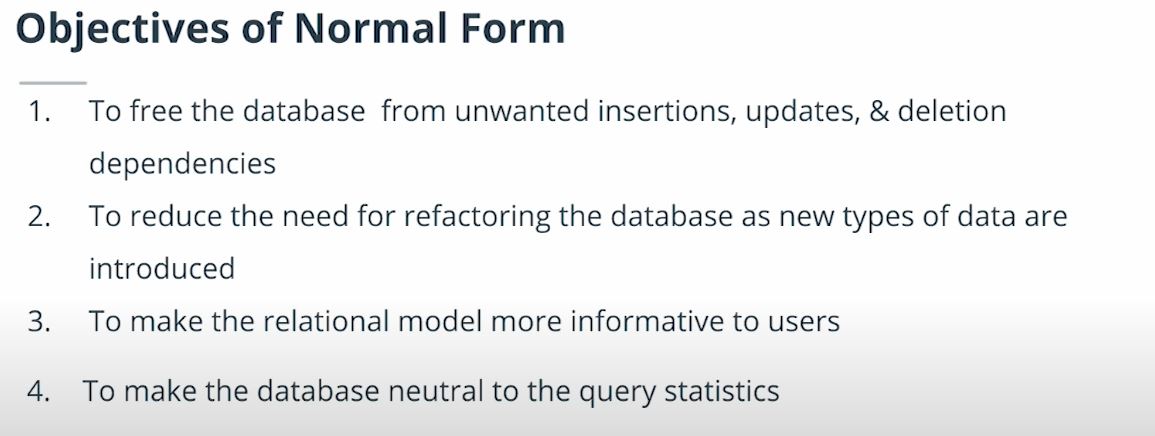 Objectives of Normal Form
1. To free the database from unwanted insertions, updates, & deletion
dependencies
2. To reduce the need for refactoring the database as new types of data are
introduced
3. To make the relational model more informative to users
4. To make the database neutral to the query statistics